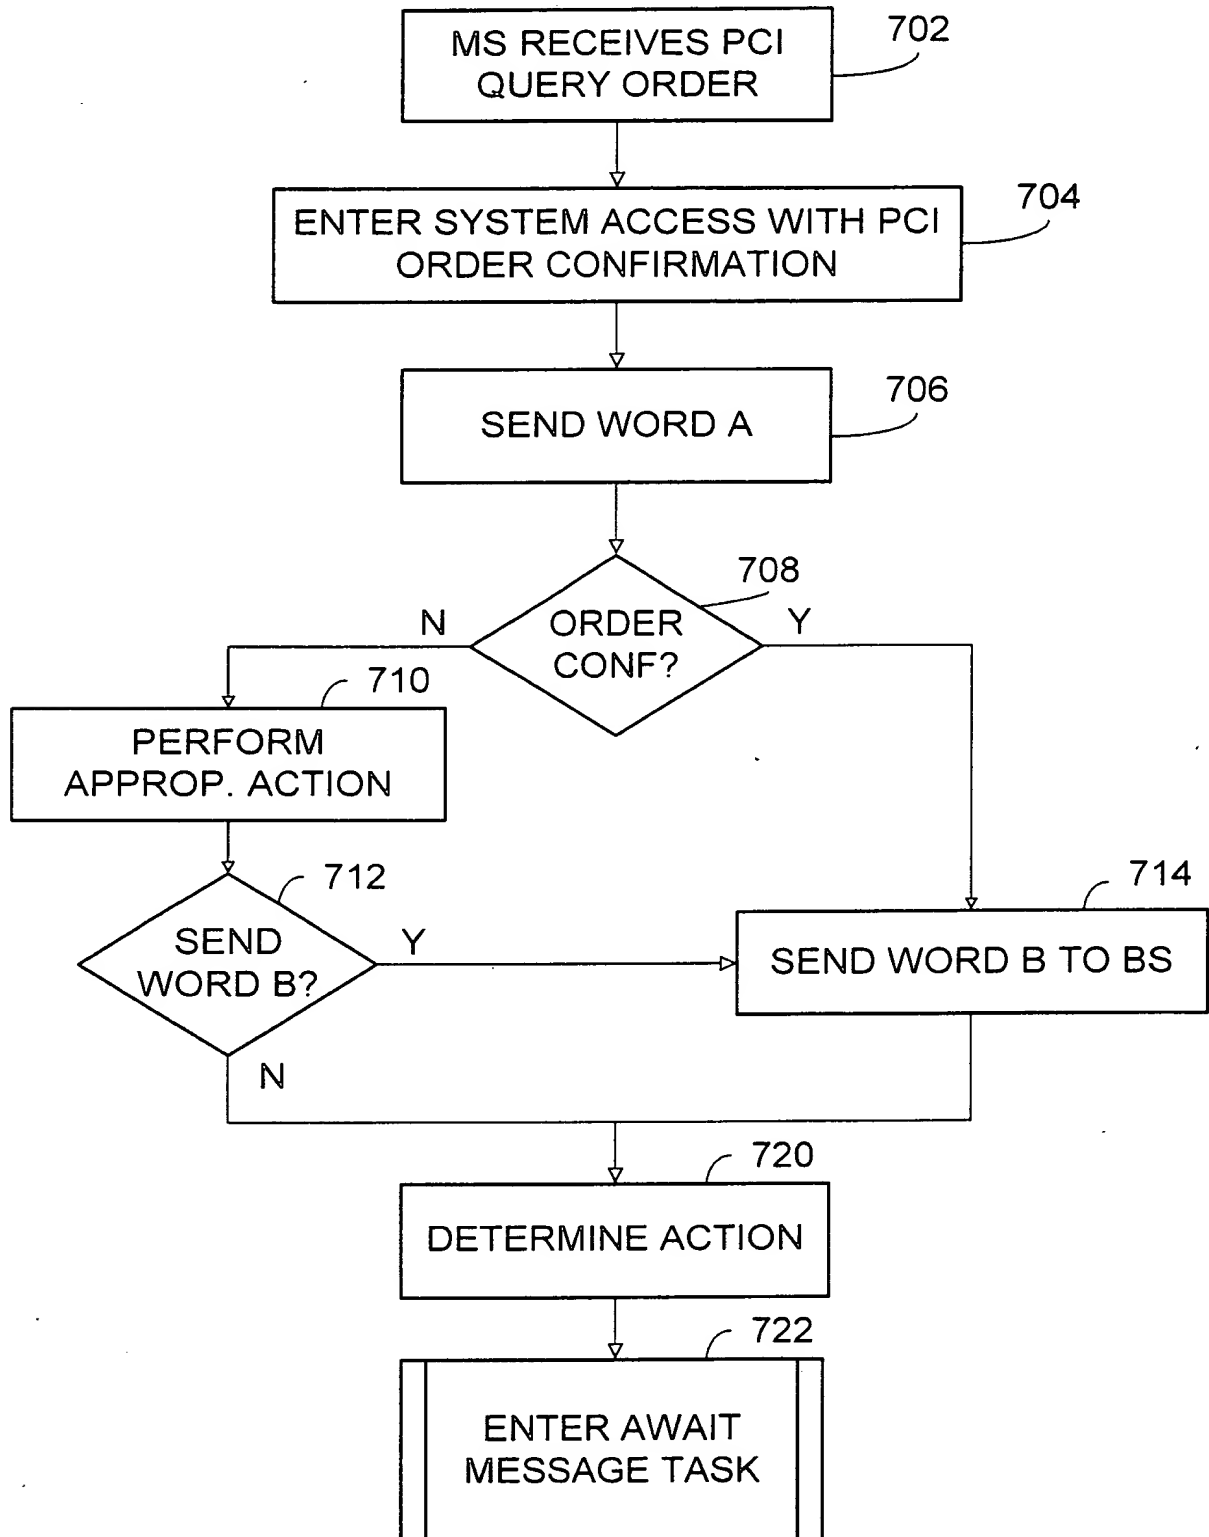 MS RECEIVES PCI
QUERY ORDER
702
ENTER SYSTEM ACCESS WITH PCI
ORDER CONFIRMATION
704
SEND WORD A
706
708
N
ORDER
CONF?
Y
710
PERFORM
APPROP. ACTION
712
SEND
WORD B?
Y
714
SEND WORD B TO BS
N
720
DETERMINE ACTION
722
ENTER AWAIT
MESSAGE TASK